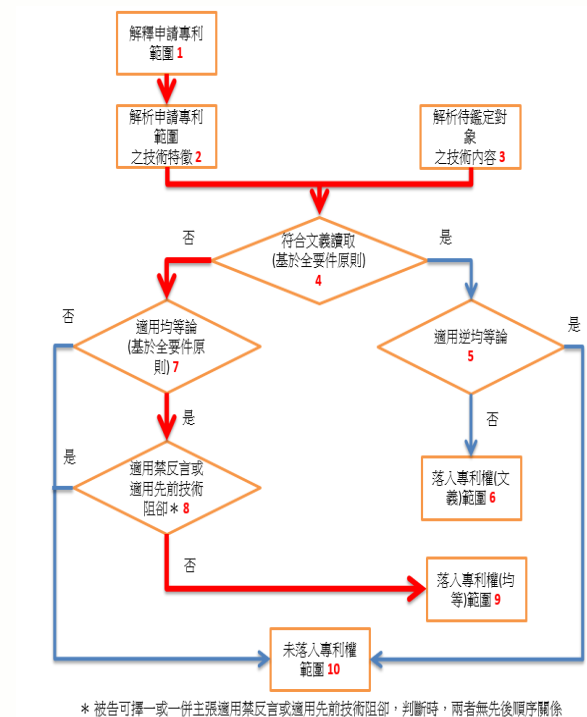 解釋申請專利
範圍 1
解析申請專利
範圍
之技術特徵 2
解析待鑑定對
象
之技術內容 3
否
符合文義讀取
(基於全要件原則)
4
是
否
適用均等論
(基於全要件原
則) 7
適用逆均等論
5
是
是
否
是
適用禁反言或
適用先前技術
阻卻＊ 8
落入專利權(文
義)範圍 6
否
落入專利權(均
等)範圍 9
未落入專利權
範圍 10
＊ 被告可擇一或一併主張適用禁反言或適用先前技術阻卻，判斷時，兩者無先後順序關係